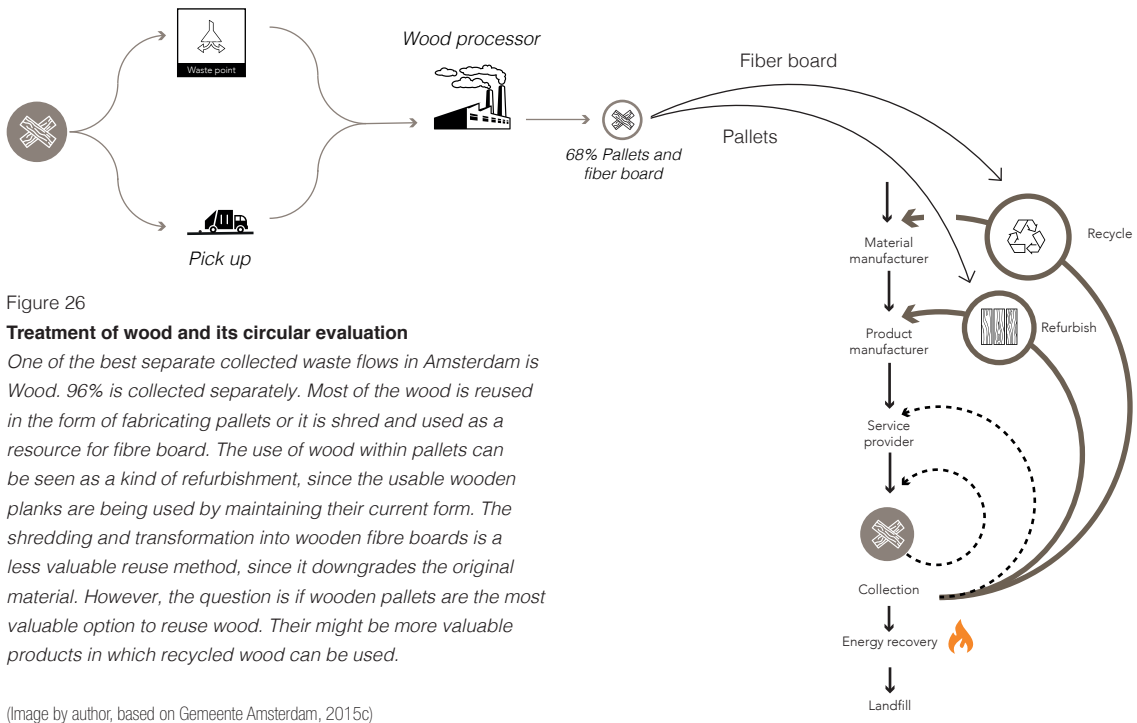 Waste point
Wood processor
Fiber board
Pallets
68% Pallets and
fiber board
Pick up
Recycle
Material
manufacturer
Refurbish
Product
manufacturer
Service
provider
Collection
Energy recovery
Landfill
Figure 26
Treatment of wood and its circular evaluation
One of the best separate collected waste flows in Amsterdam is
Wood. 96% is collected separately. Most of the wood is reused
in the form of fabricating pallets or it is shred and used as a
resource for fibre board. The use of wood within pallets can
be seen as a kind of refurbishment, since the usable wooden
planks are being used by maintaining their current form. The
shredding and transformation into wooden fibre boards is a
less valuable reuse method, since it downgrades the original
material. However, the question is if wooden pallets are the most
valuable option to reuse wood. Their might be more valuable
products in which recycled wood can be used.
(Image by author, based on Gemeente Amsterdam, 2015c)